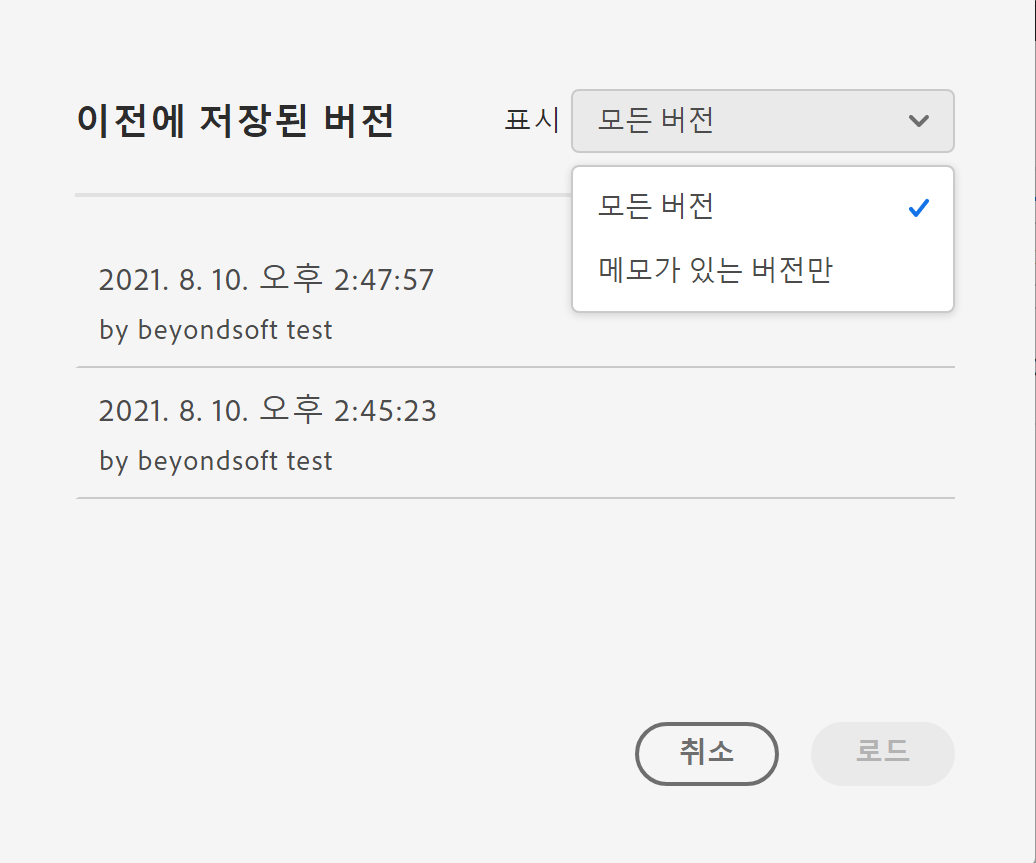 이전에 저장된 버전
표시
모든 버전
모든 버전
메모가 있는 버전만
2021. 8. 10. 오후 2:47:57
by beyondsoft test
2021. 8. 10. 오후 2:45:23
by beyondsoft test
취소
로드